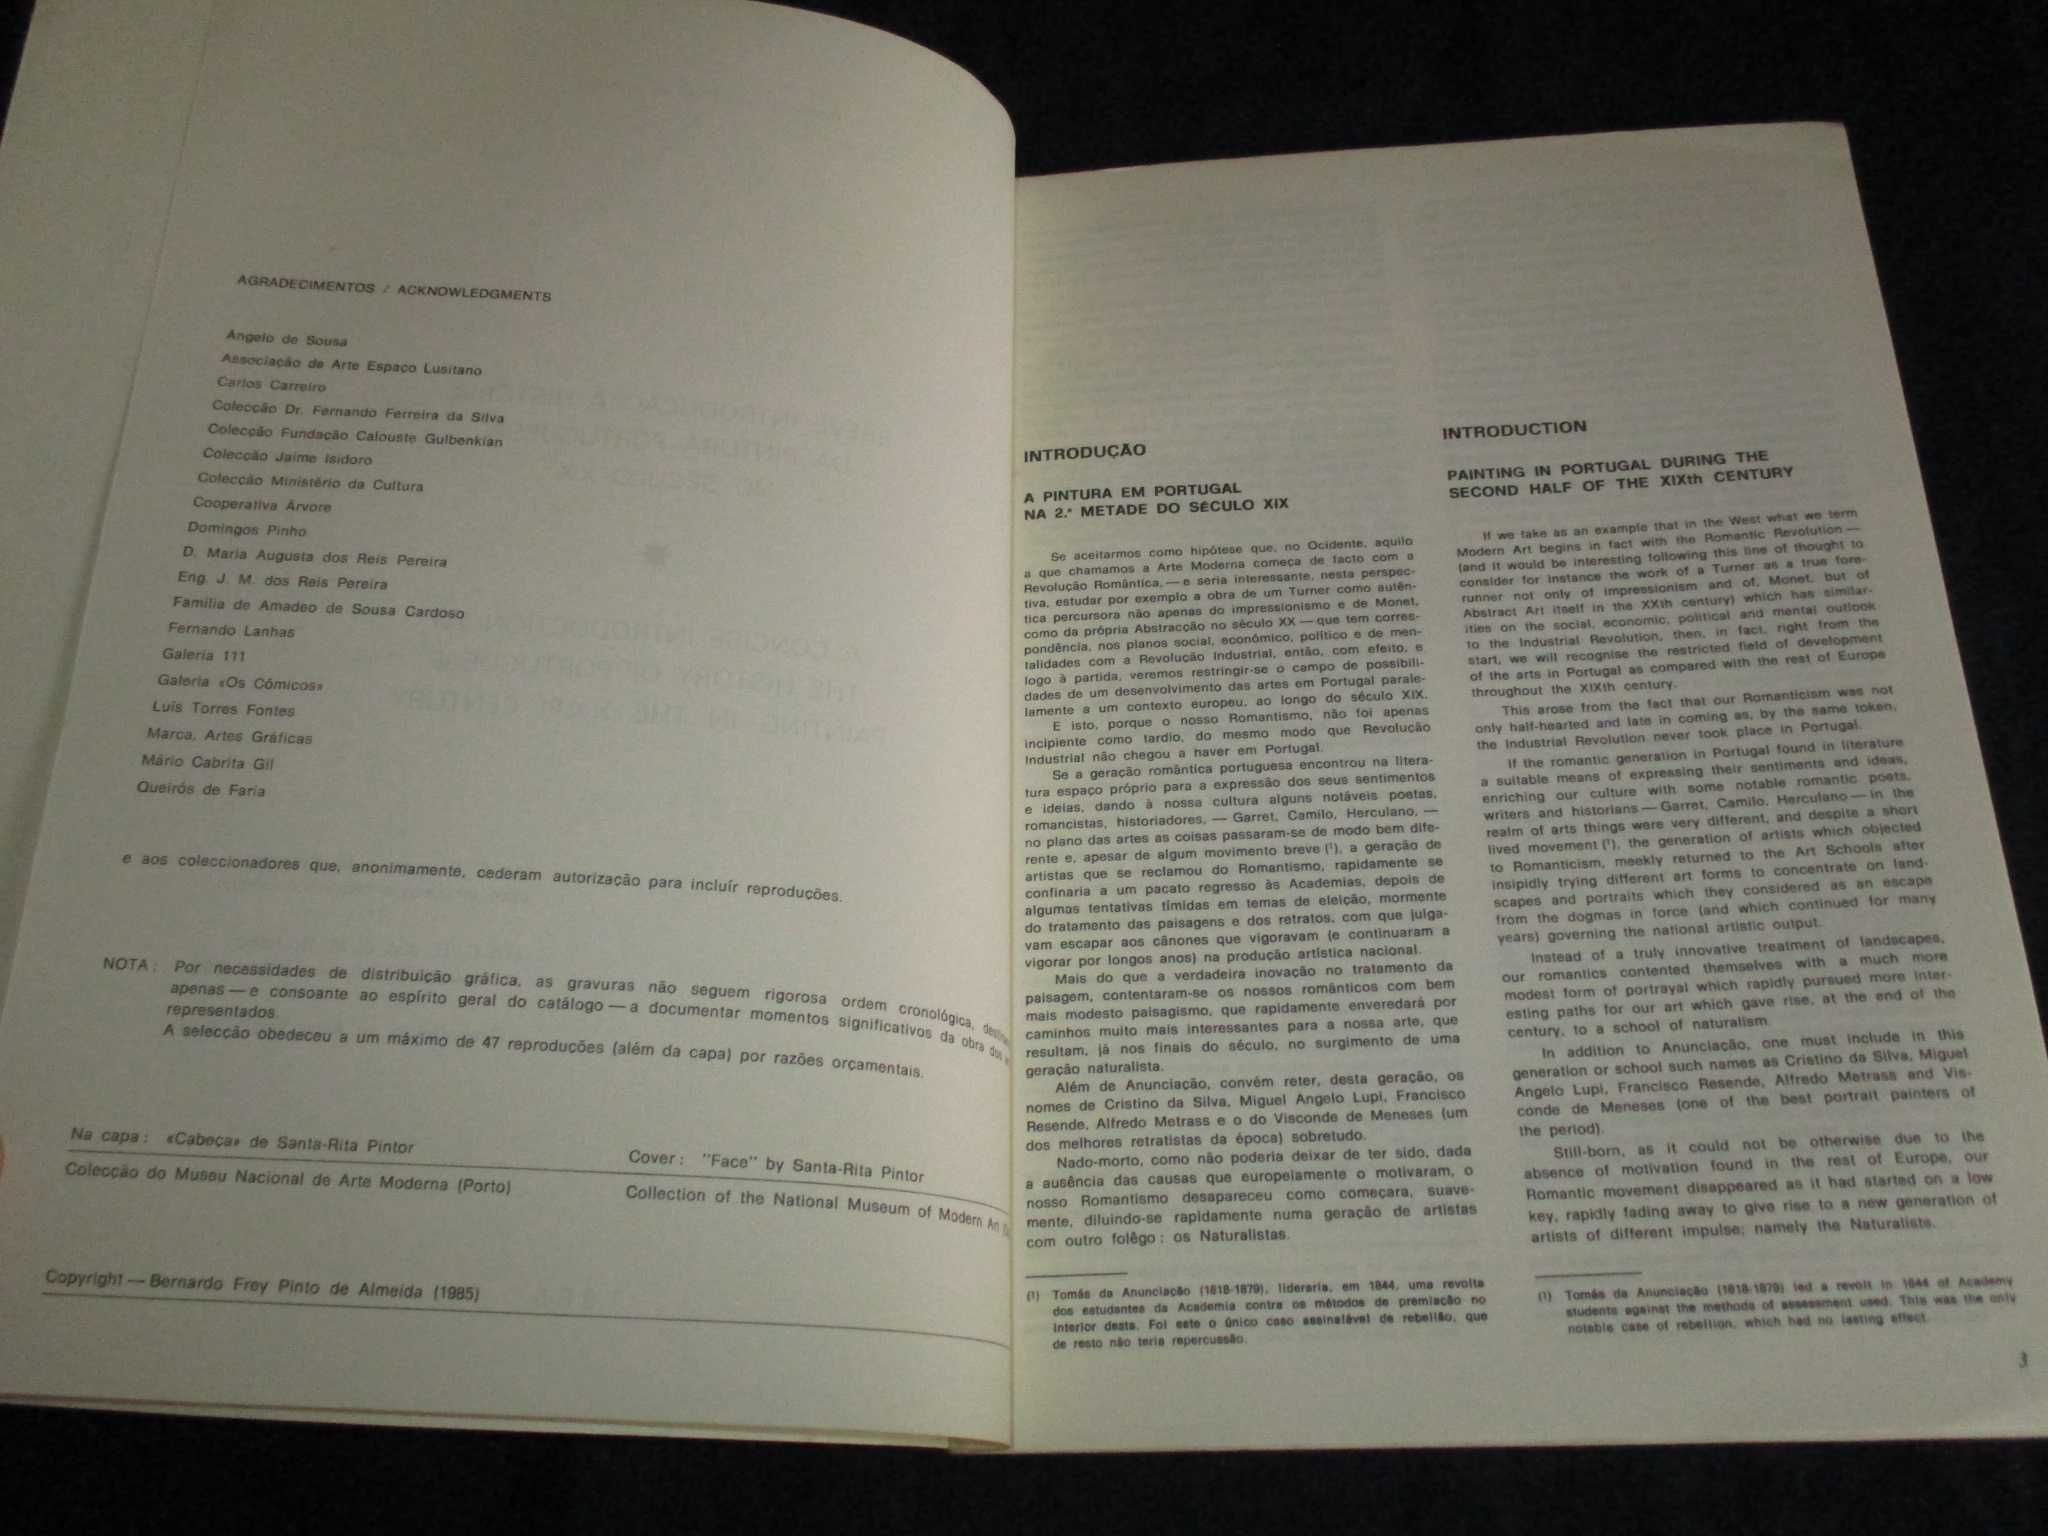 AGRADECIMENTOS / ACKNOWLEDGMENTS
Angelo de Sousa
Associação de Arte Espaço Lusitano
Carlos Carreiro
Colecção Dr. Fernando Ferreira da Silva
Colecção Fundação Calouste Gulbenkian
Colecção Jaime Isidoro
Colecção Ministério da Cultura
Cooperativa Árvore
Domingos Pinho
D. Maria Augusta dos Reis Pereira
Eng. J. M. dos Reis Pereira
Família de Amadeo de Sousa Cardoso
Fernando Lanhas
Galeria 111
Galeria «Os Cómicos»
Luís Torres Fontes
Marca, Artes Gráficas
Mário Cabrita Gil
Queirós de Faria
e aos coleccionadores que, anonimamente, cederam autorização para incluír reproduções.
NOTA : Por necessidades de distribuição gráfica, as gravuras não seguem rigorosa ordem cronológica,
apenas — e consoante ao espírito geral do catálogo — a documentar momentos significativos da obra dos
representados.
A selecção obedeceu a um máximo de 47 reproduções (além da capa) por razões orçamentais.
Na capa : «Cabeça» de Santa-Rita Pintor
Colecção do Museu Nacional de Arte Moderna (Porto)
Cover : "Face" by Santa-Rita Pintor
Collection of the National Museum of Modern Art
Copyright — Bernardo Frey Pinto de Almeida (1985)
INTRODUÇÃO
A PINTURA EM PORTUGAL
NA 2.ª METADE DO SÉCULO XIX
Se aceitarmos como hipótese que, no Ocidente, aquilo
a que chamamos a Arte Moderna começa de facto com a
Revolução Romântica, — e seria interessante, nesta perspec-
tiva, estudar por exemplo a obra de um Turner como autên-
tica percursora não apenas do impressionismo e de Monet,
como da própria Abstracção no século XX — que tem corres-
pondência, nos planos social, económico, político e de men-
talidades com a Revolução Industrial, então, com efeito, e
logo à partida, veremos restringir-se o campo de possibili-
dades de um desenvolvimento das artes em Portugal parale-
lamente a um contexto europeu, ao longo do século XIX.
E isto, porque o nosso Romantismo, não foi apenas
incipiente como tardio, do mesmo modo que Revolução
Industrial não chegou a haver em Portugal.
Se a geração romântica portuguesa encontrou na litera-
tura espaço próprio para a expressão dos seus sentimentos
e ideias, dando à nossa cultura alguns notáveis poetas,
romancistas, historiadores, — Garret, Camilo, Herculano, —
no plano das artes as coisas passaram-se de modo bem dife-
rente e, apesar de algum movimento breve (¹), a geração de
artistas que se reclamou do Romantismo, rapidamente se
confinaria a um pacato regresso às Academias, depois de
algumas tentativas tímidas em temas de eleição, mormente
do tratamento das paisagens e dos retratos, com que julga-
vam escapar aos cânones que vigoravam (e continuaram a
vigorar por longos anos) na produção artística nacional.
Mais do que a verdadeira inovação no tratamento da
paisagem, contentaram-se os nossos românticos com bem
mais modesto paisagismo, que rapidamente enveredará por
caminhos muito mais interessantes para a nossa arte, que
resultam, já nos finais do século, no surgimento de uma
geração naturalista.
Além de Anunciação, convém reter, desta geração, os
nomes de Cristino da Silva, Miguel Angelo Lupi, Francisco
Resende, Alfredo Metrass e o do Visconde de Meneses (um
dos melhores retratistas da época) sobretudo.
Nado-morto, como não poderia deixar de ter sido, dada
a ausência das causas que europeiamente o motivaram, o
nosso Romantismo desapareceu como começara, suave-
mente, diluindo-se rapidamente numa geração de artistas
com outro folêgo : os Naturalistas.
(¹) Tomás da Anunciação (1818-1879), lideraria, em 1844, uma revolta
dos estudantes da Academia contra os métodos de premiação no
interior desta. Foi este o único caso assinalável de rebelião, que
de resto não teria repercussão.
INTRODUCTION
PAINTING IN PORTUGAL DURING THE
SECOND HALF OF THE XIXth CENTURY
If we take as an example that in the West what we term
Modern Art begins in fact with the Romantic Revolution —
(and it would be interesting following this line of thought to
consider for instance the work of a Turner as a true fore-
runner not only of impressionism and of, Monet, but of
Abstract Art itself in the XXth century) which has similar-
ities on the social, economic, political and mental outlook
to the Industrial Revolution, then, in fact, right from the
start, we will recognise the restricted field of development
of the arts in Portugal as compared with the rest of Europe
throughout the XIXth century.
This arose from the fact that our Romanticism was not
only half-hearted and late in coming as, by the same token,
the Industrial Revolution never took place in Portugal.
If the romantic generation in Portugal found in literature
a suitable means of expressing their sentiments and ideas,
enriching our culture with some notable romantic poets,
writers and historians — Garret, Camilo, Herculano — in the
realm of arts things were very different, and despite a short
lived movement (¹), the generation of artists which objected
to Romanticism, meekly returned to the Art Schools after
insipidly trying different art forms to concentrate on land-
scapes and portraits which they considered as an escape
from the dogmas in force (and which continued for many
years) governing the national artistic output.
Instead of a truly innovative treatment of landscapes,
our romantics contented themselves with a much more
modest form of portrayal which rapidly pursued more inter-
esting paths for our art which gave rise, at the end of the
century, to a school of naturalism.
In addition to Anunciação, one must include in this
generation or school such names as Cristino da Silva, Miguel
Angelo Lupi, Francisco Resende, Alfredo Metrass and Vis-
conde de Meneses (one of the best portrait painters of
the period).
Still-born, as it could not be otherwise due to the
absence of motivation found in the rest of Europe, our
Romantic movement disappeared as it had started on a low
key, rapidly fading away to give rise to a new generation of
artists of different impulse; namely the Naturalists.
(¹) Tomás da Anunciação (1818-1879) led a revolt in 1844 of Academy
students against the methods of assessment used. This was the only
notable case of rebellion, which had no lasting effect.
3